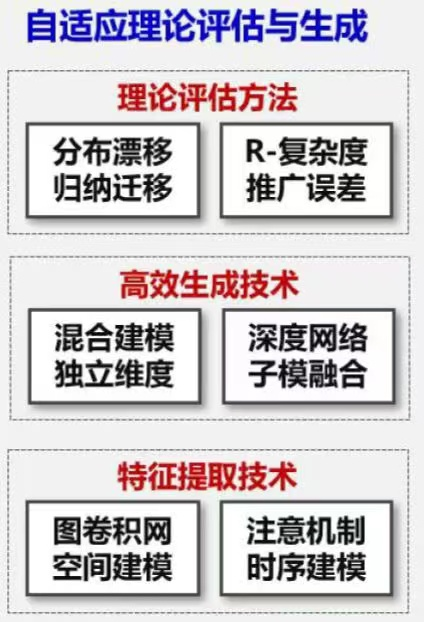 自适应理论评估与生成
理论评估方法
分布漂移
归纳迁移
R-复杂度
推广误差
高效生成技术
混合建模
独立维度
深度网络
子模融合
特征提取技术
图卷积网
空间建模
注意机制
时序建模